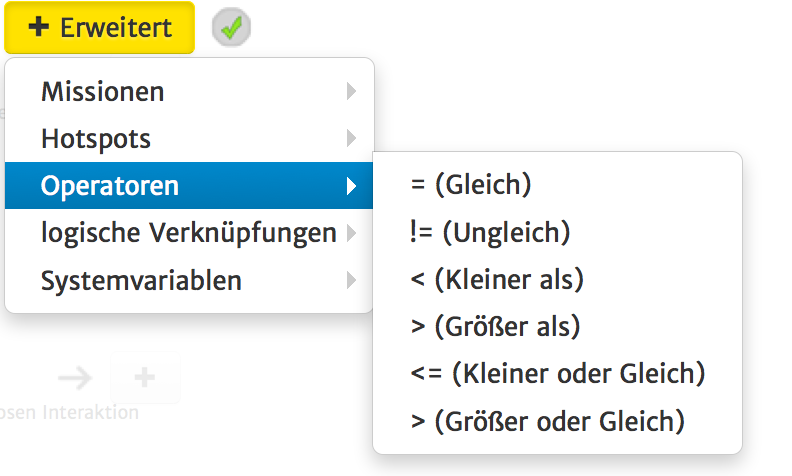 + Erweitert
Missionen
Hotspots
Operatoren
logische Verknüpfungen
Systemvariablen
= (Gleich)
!= (Ungleich)
< (Kleiner als)
> (Größer als)
<= (Kleiner oder Gleich)
> (Größer oder Gleich)
+
osen Interaktion